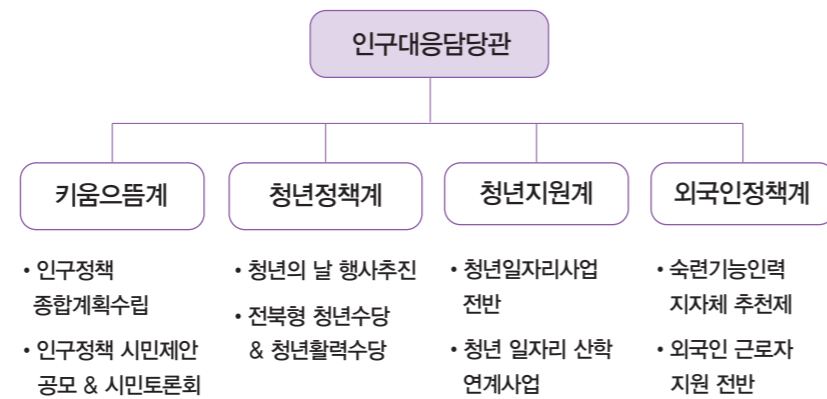 인구대응담당관
키움으뜸계
청년정책계
청년지원계
외국인정책계
• 인구정책
종합계획수립
• 인구정책 시민제안
공모 & 시민토론회
• 청년의 날 행사추진
• 전북형 청년수당
& 청년활력수당
• 청년일자리사업
전반
• 청년 일자리 산학
연계사업
• 숙련기능인력
지자체 추천제
• 외국인 근로자
지원 전반